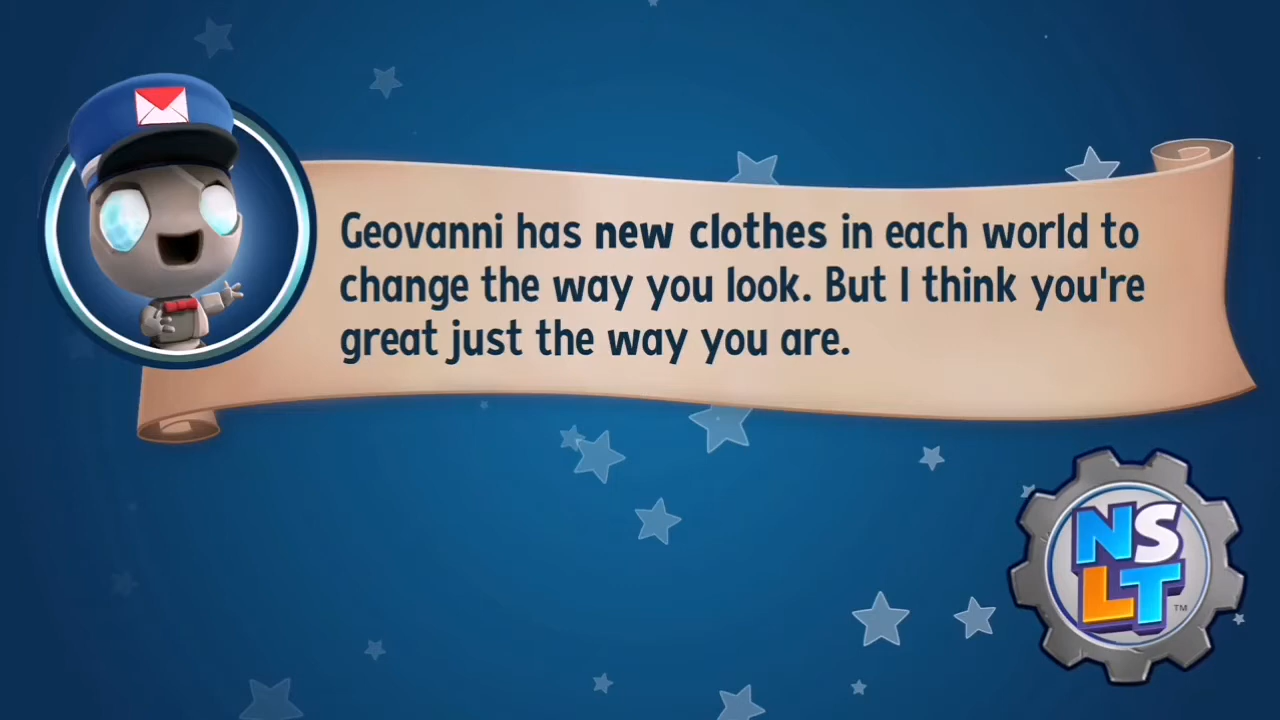 Geovanni has new clothes in each world to
change the way you look. But I think you're
great just the way you are.
NS
LT™